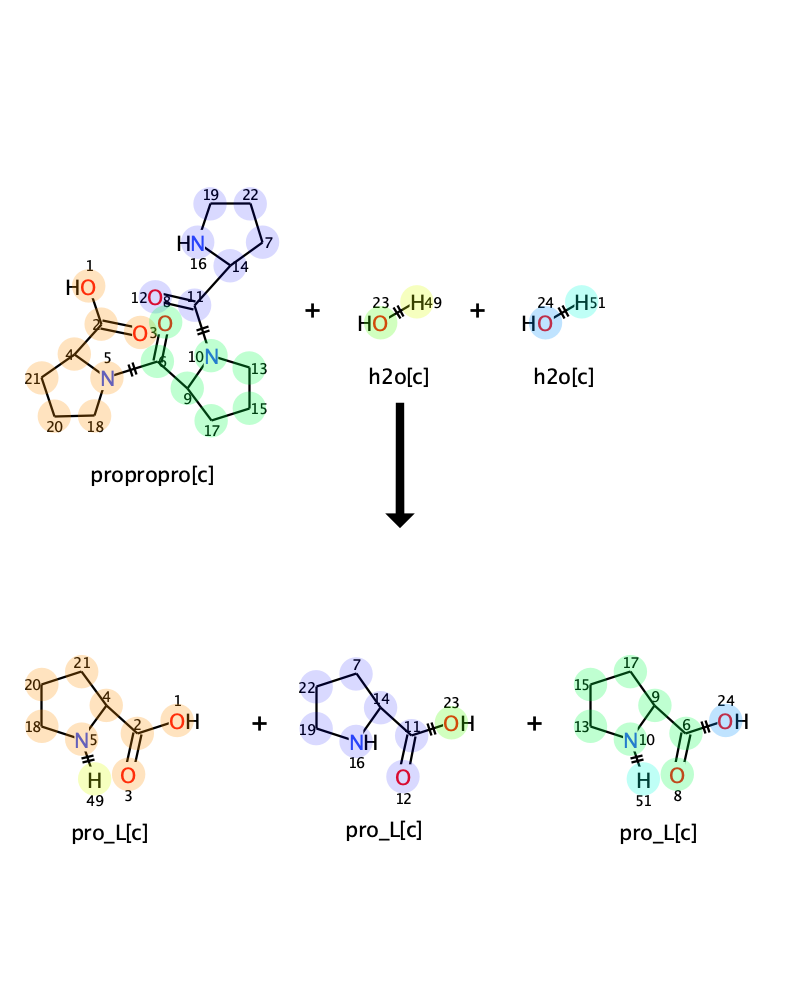 19 22
HN 7
16 14
1
HO 12 O 8 11
2 O 3 O
+ 23 H 49 + 24 H 51
HO HO
4 5 6 10 N 13
21 N 9 15
20 18 17
h2o[c] h2o[c]
propropro[c]
21 7 17
20 4 1 22 14 23 15 9 24
OH OH OH
18 2 + 19 11 + 13 6
N 5 NH N 10
H O 16 O H O
49 3 12 51 8
pro_L[c] pro_L[c] pro_L[c]